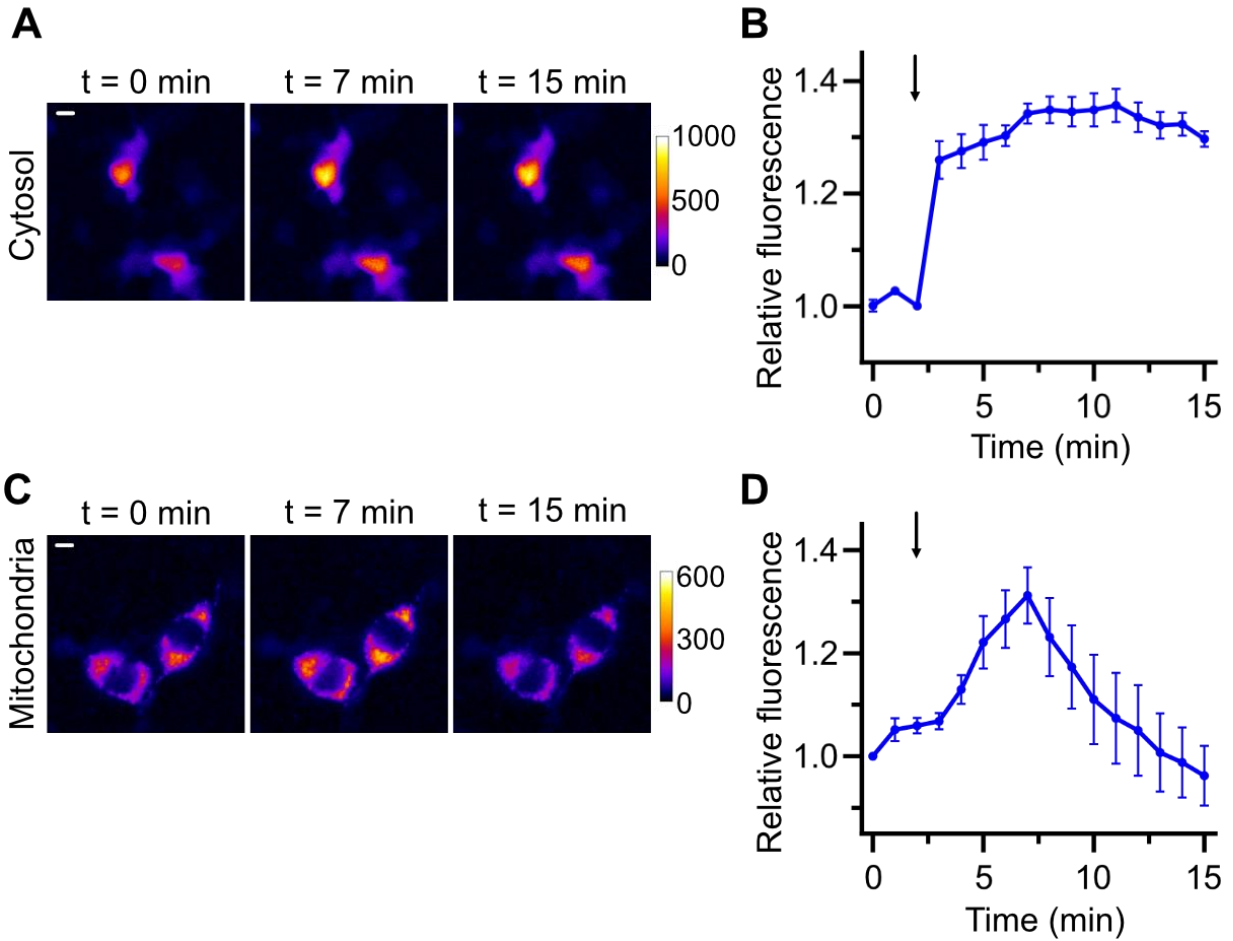 A
t = 0 min t = 7 min t = 15 min
Cytosol
1000
500
0
B
Relative fluorescence
1.4
1.2
1.0
0 5 10 15
Time (min)
C
t = 0 min t = 7 min t = 15 min
Mitochondria
600
300
0
D
Relative fluorescence
1.4
1.2
1.0
0 5 10 15
Time (min)